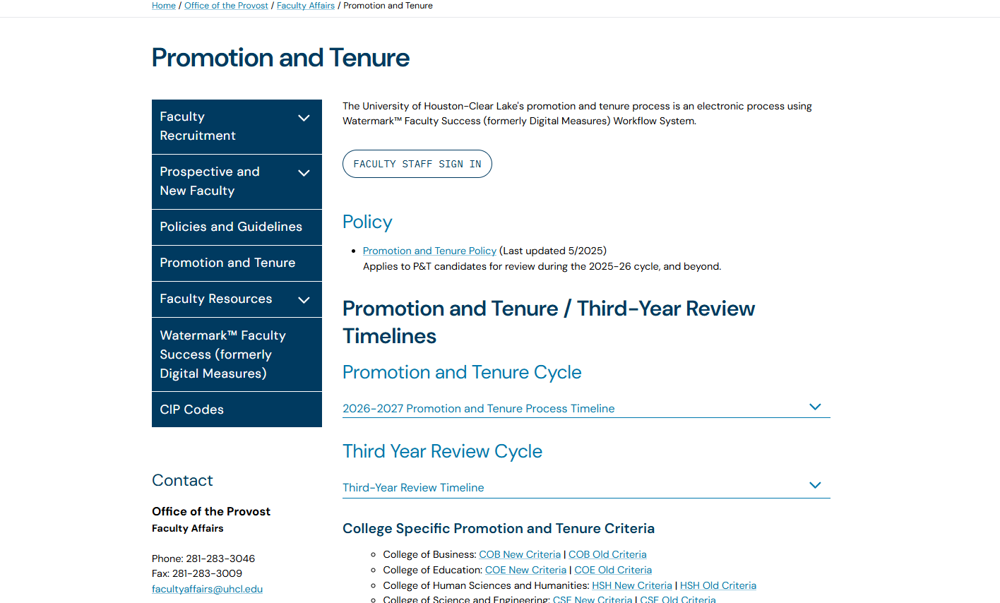 Home / Office of the Provost / Faculty Affairs / Promotion and Tenure
Promotion and Tenure
Faculty
Recruitment
Prospective and
New Faculty
Policies and Guidelines
Promotion and Tenure
Faculty Resources
Watermark™ Faculty
Success (formerly
Digital Measures)
CIP Codes
Contact
Office of the Provost
Faculty Affairs
Phone: 281-283-3046
Fax: 281-283-3009
facultyaffairs@uhcl.edu
The University of Houston-Clear Lake's promotion and tenure process is an electronic process using
Watermark™ Faculty Success (formerly Digital Measures) Workflow System.
FACULTY STAFF SIGN IN
Policy
• Promotion and Tenure Policy (Last updated 5/2025)
Applies to P&T candidates for review during the 2025-26 cycle, and beyond.
Promotion and Tenure / Third-Year Review
Timelines
Promotion and Tenure Cycle
2026-2027 Promotion and Tenure Process Timeline
Third Year Review Cycle
Third-Year Review Timeline
College Specific Promotion and Tenure Criteria
College of Business: COB New Criteria | COB Old Criteria
College of Education: COE New Criteria | COE Old Criteria
College of Human Sciences and Humanities: HSH New Criteria | HSH Old Criteria
College of Science and Engineering: CSE New Criteria | CSE Old Criteria